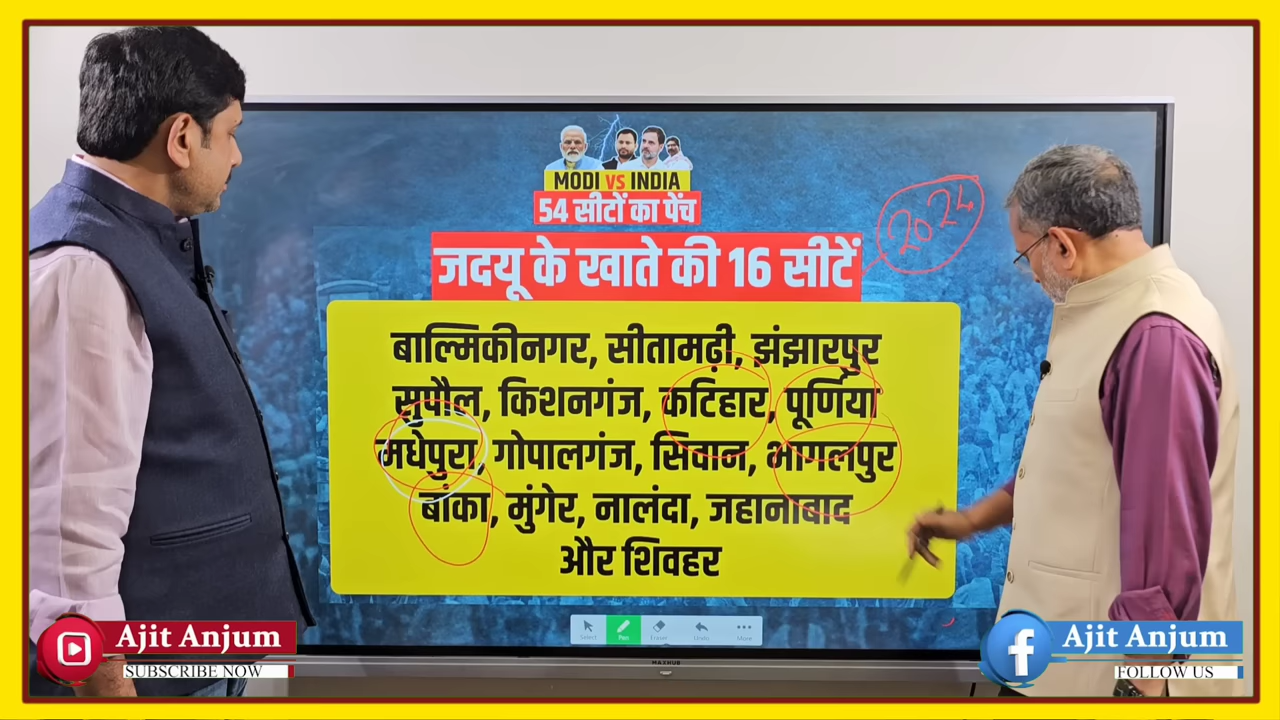 MODI VS INDIA
54 सीटों का पेंच
2024
जदयू के खाते की 16 सीटें
बाल्मिकीनगर, सीतामढ़ी, झंझारपुर
सुपौल, किशनगंज, कटिहार, पूर्णिया
मधेपुरा, गोपालगंज, सिवान, भागलपुर
बांका, मुंगेर, नालंदा, जहानाबाद
और शिवहर
Select
Pen
Eraser
Undo
More
MAXHUB
Ajit Anjum
SUBSCRIBE NOW
Ajit Anjum
FOLLOW US